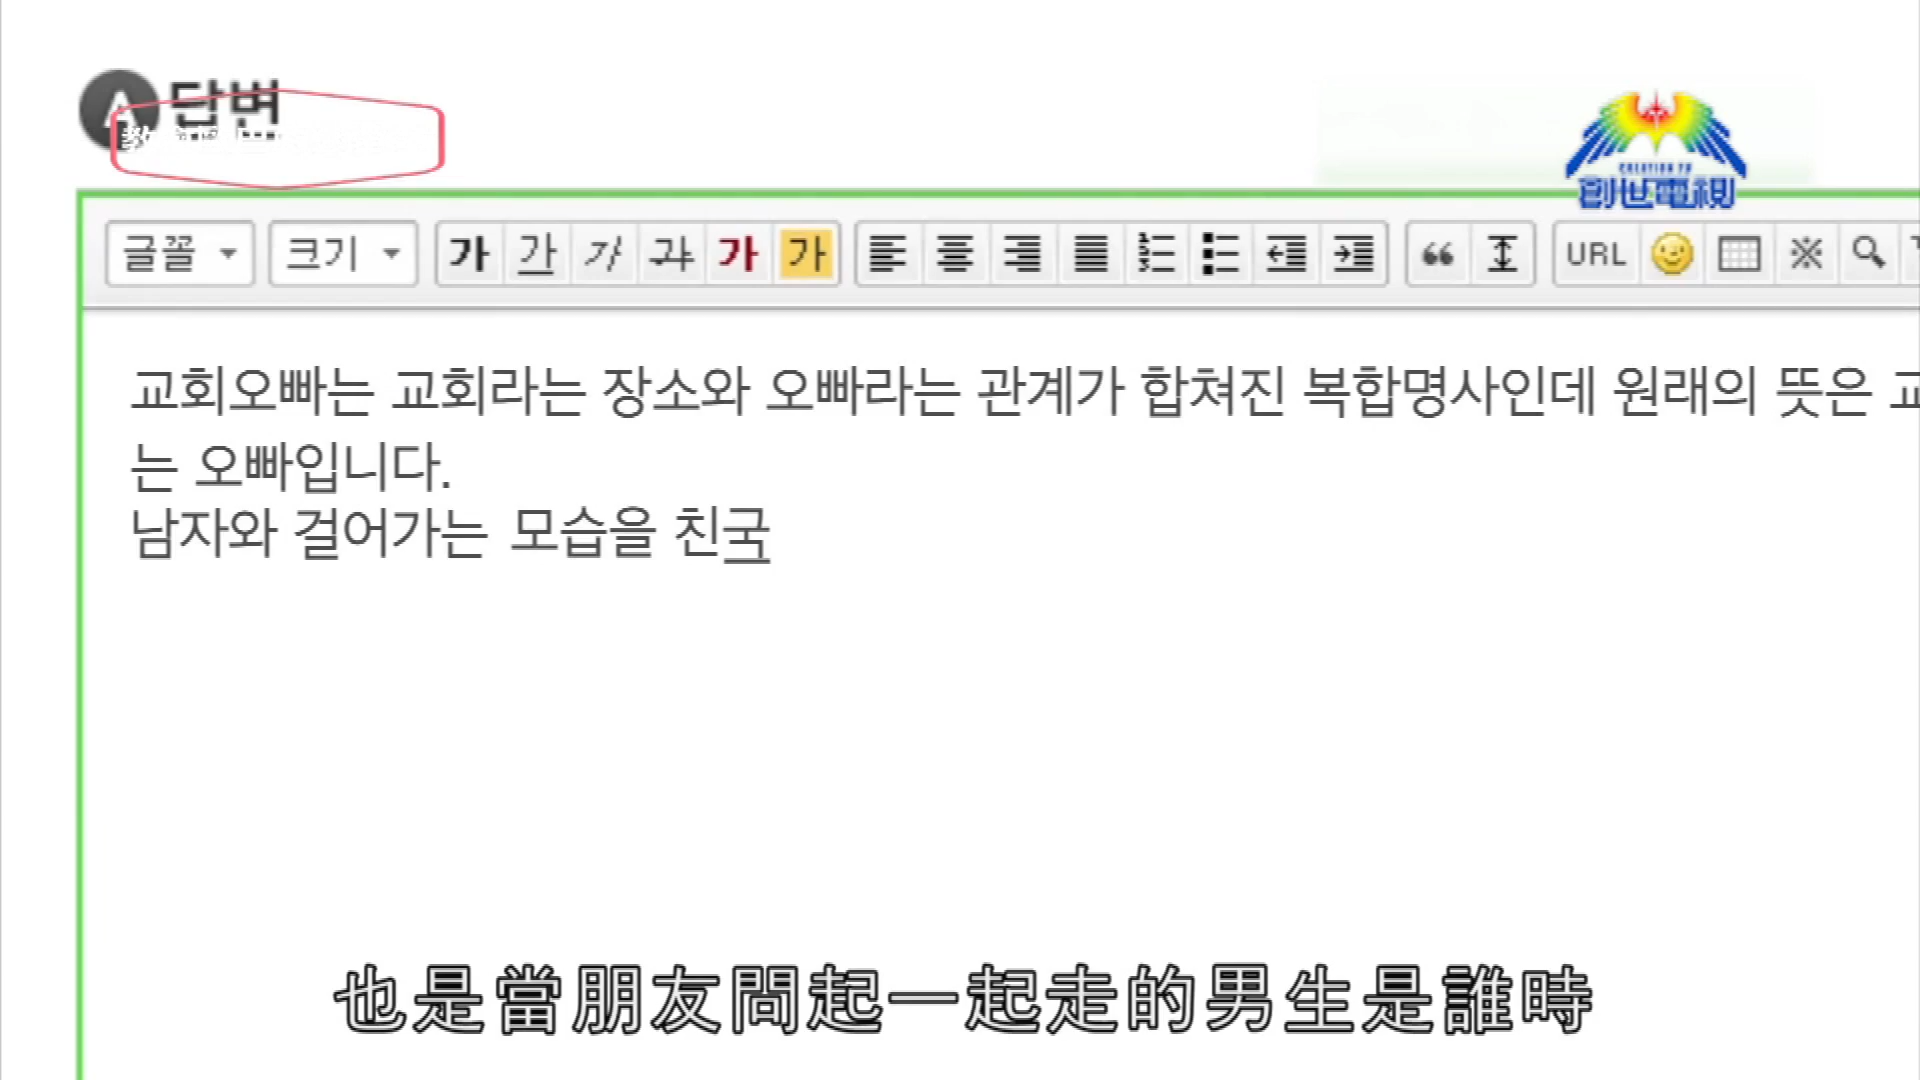 A 답변
CREATION TV
創世電視
글꼴 크기 가 가 가 가 가 가 URL
교회오빠는 교회라는 장소와 오빠라는 관계가 합쳐진 복합명사인데 원래의 뜻은 교
는 오빠입니다.
남자와 걸어가는 모습을 친국
也是當朋友問起一起走的男生是誰時